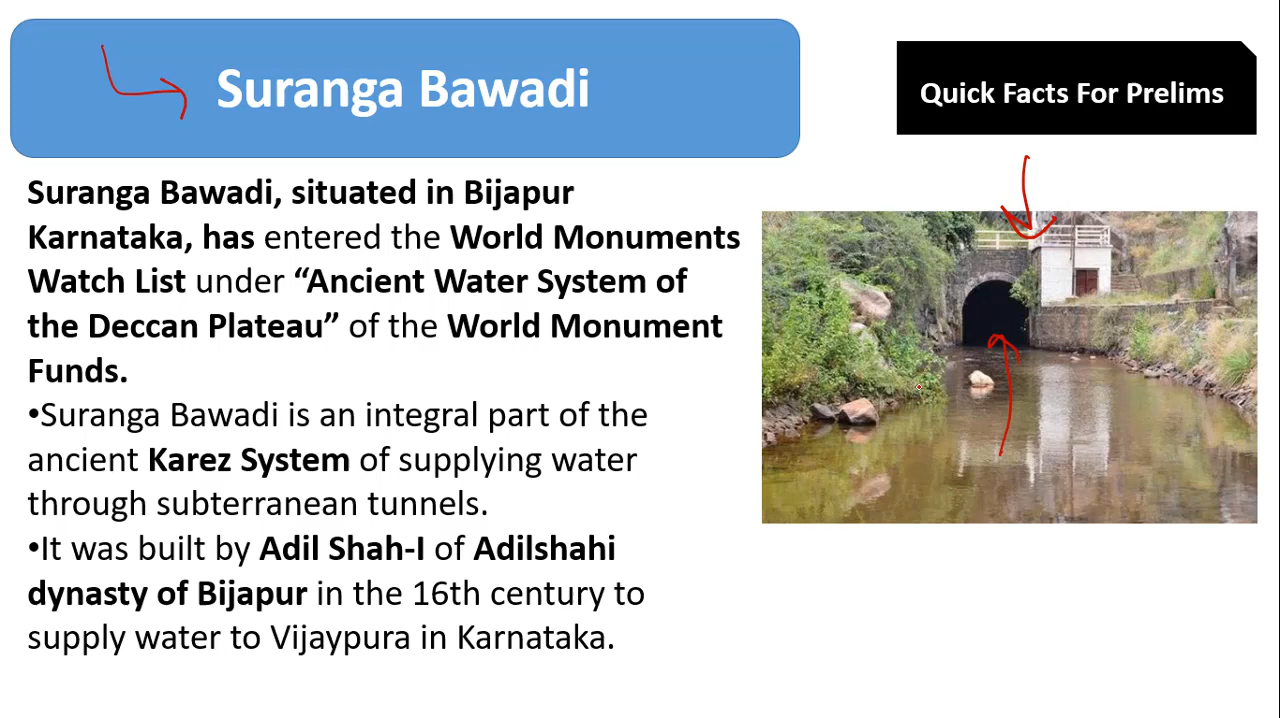 Suranga Bawadi
Quick Facts For Prelims
Suranga Bawadi, situated in Bijapur
Karnataka, has entered the World Monuments
Watch List under “Ancient Water System of
the Deccan Plateau” of the World Monument
Funds.
•Suranga Bawadi is an integral part of the
ancient Karez System of supplying water
through subterranean tunnels.
•It was built by Adil Shah-I of Adilshahi
dynasty of Bijapur in the 16th century to
supply water to Vijaypura in Karnataka.